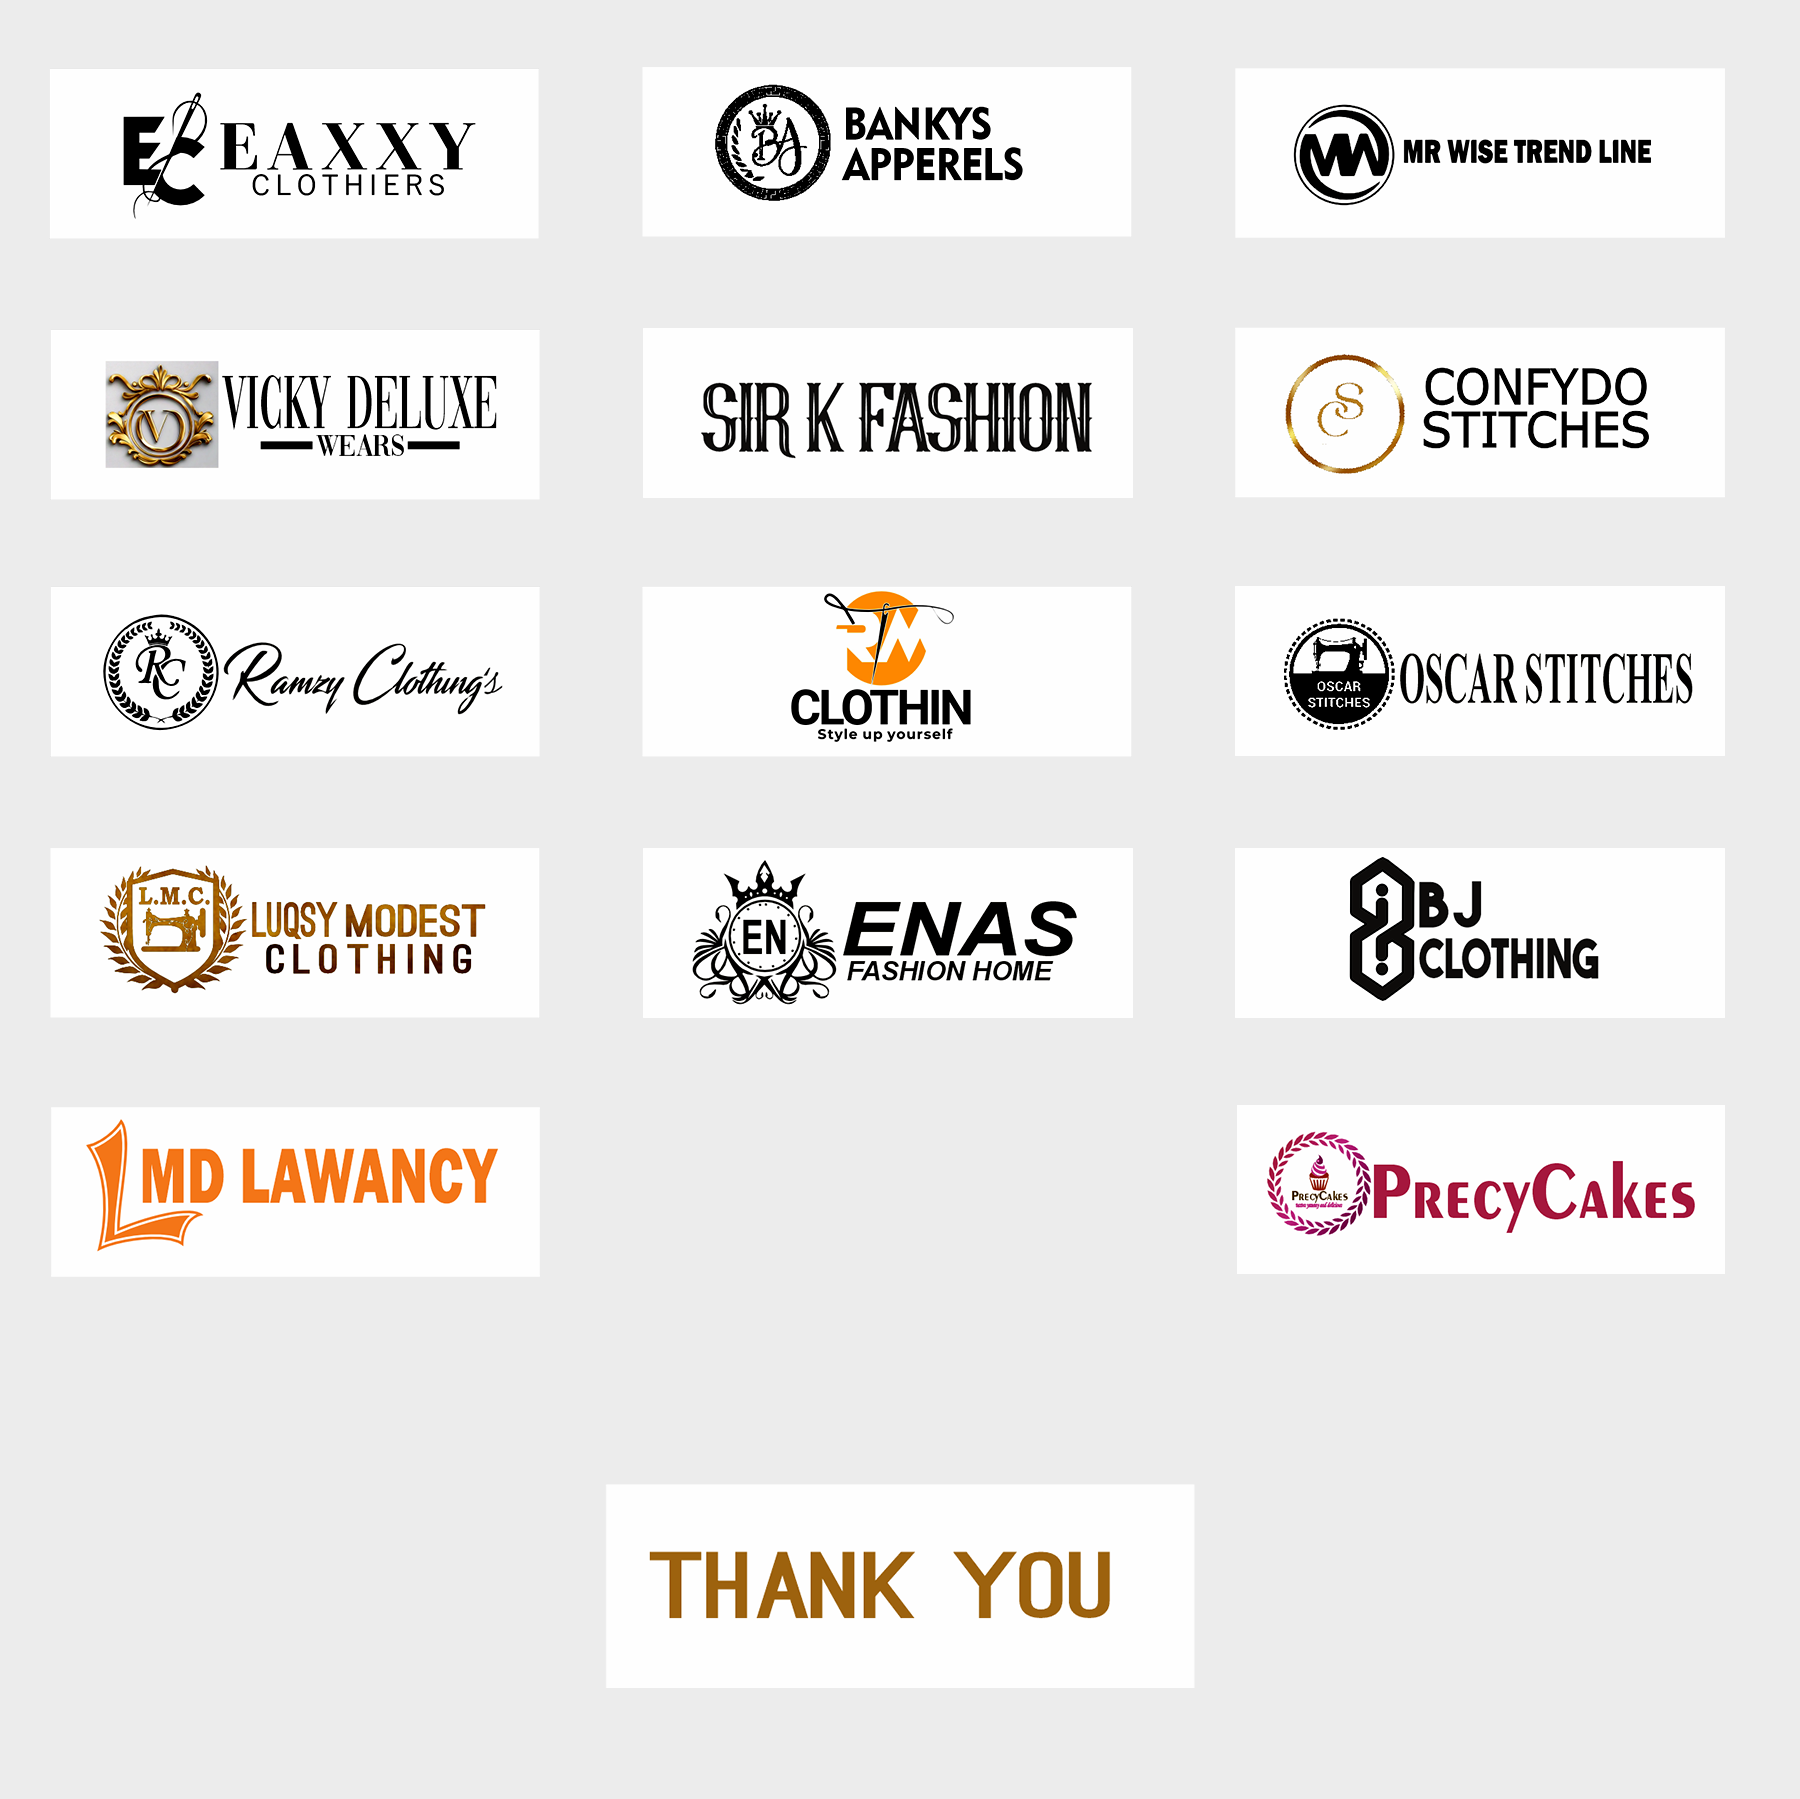 EC EAXXY
CLOTHIERS
BA BANKYS
APPERELS
MR WISE TREND LINE
V VICKY DELUXE
WEARS
SIR K FASHION
CS CONFYDO
STITCHES
RC Ramzy Clothung's
CLOTHIN
Style up yourself
OSCAR
STITCHES
OSCAR STITCHES
L.M.C.
LUQSY MODEST
CLOTHING
EN ENAS
FASHION HOME
BJ
CLOTHING
MD LAWANCY
PRECYCAKES
PRECYCAKES
THANK YOU